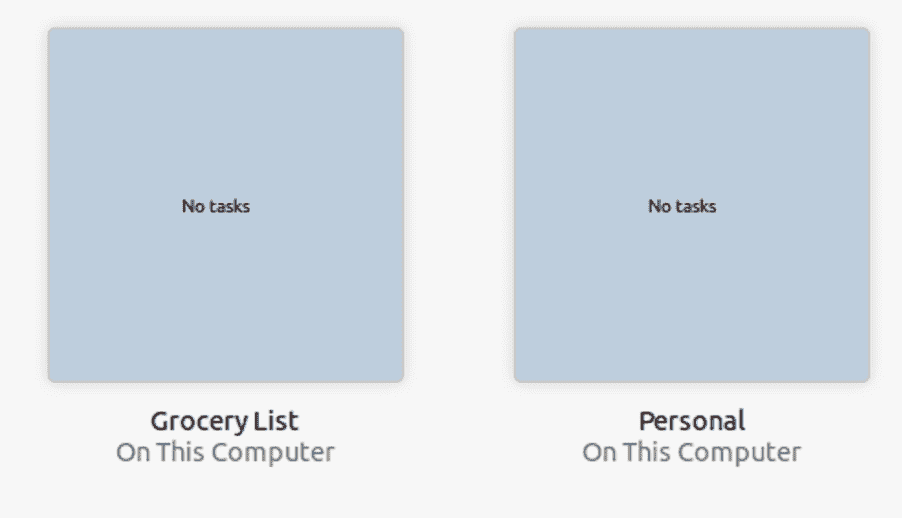 No tasks
No tasks
Grocery List
On This Computer
Personal
On This Computer